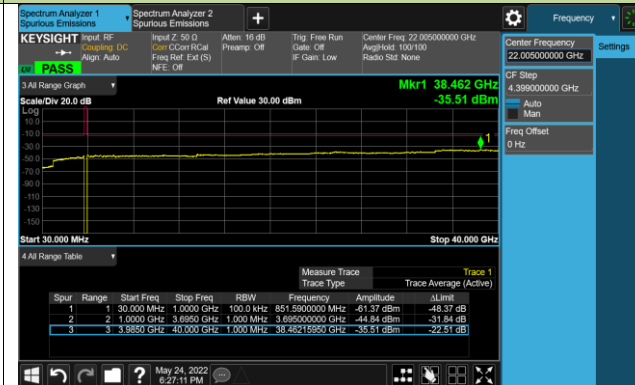 Spectrum Analyzer 1
Spurious Emissions
Spectrum Analyzer 2
Spurious Emissions
Frequency
KEYSIGHT
Input: RF
Coupling: DC
Align: Auto
Input Z: 50 Ω
Corr CCorr RCal
Freq Ref: Ext (S)
NFE: Off
Atten: 16 dB
Preamp: Off
Trig: Free Run
Gate: Off
IF Gain: Low
Center Freq: 22.005000000 GHz
Avg|Hold: 100/100
Radio Std: None
PASS
Center Frequency
22.005000000 GHz
Settings
CF Step
4.399000000 GHz
Auto
Man
Freq Offset
0 Hz
3 All Range Graph
Mkr1 38.462 GHz
Scale/Div 20.0 dB
Ref Value 30.00 dBm
-35.51 dBm
Log
10.0
-10.0
-30.0
-50.0
-70.0
-90.0
-110
-130
-150
1
Start 30.000 MHz
Stop 40.000 GHz
4 All Range Table
Measure Trace Trace 1
Trace Type Trace Average (Active)
Spur Range Start Freq Stop Freq RBW Frequency Amplitude ΔLimit
1 1 30.000 MHz 1.0000 GHz 100.0 kHz 851.5900000 MHz -61.37 dBm -48.37 dB
2 2 1.0000 GHz 3.6950 GHz 1.000 MHz 3.695000000 GHz -44.84 dBm -31.84 dB
3 3 3.9850 GHz 40.000 GHz 1.000 MHz 38.46215950 GHz -35.51 dBm -22.51 dB
May 24, 2022
6:27:11 PM